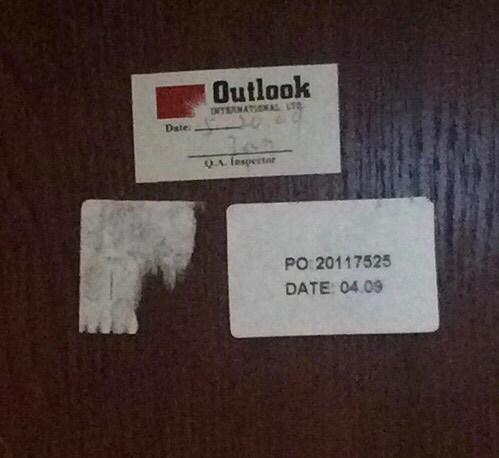 Outlook
INTERNATIONAL LTD.
Date:
Q.A. Inspector
PO: 20117525
DATE: 04.09